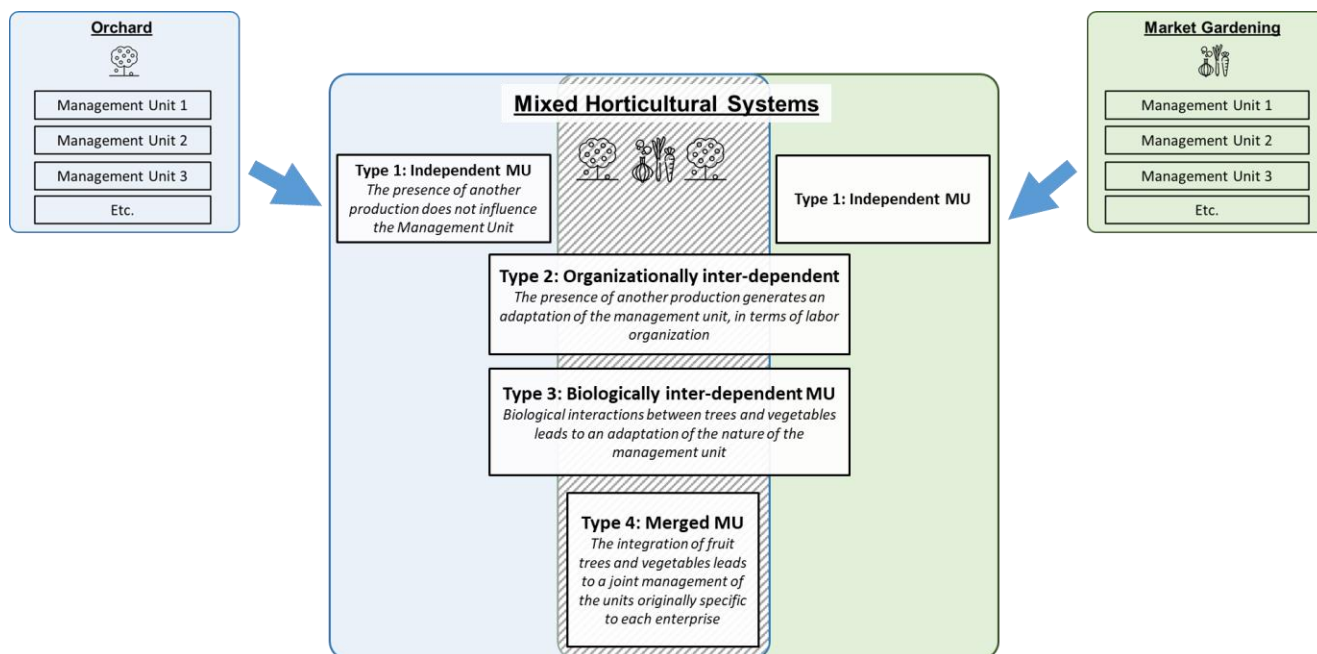 Orchard
Management Unit 1
Management Unit 2
Management Unit 3
Etc.
Market Gardening
Management Unit 1
Management Unit 2
Management Unit 3
Etc.
Mixed Horticultural Systems
Type 1: Independent MU
The presence of another
production does not influence
the Management Unit
Type 1: Independent MU
Type 2: Organizationally inter-dependent
The presence of another production generates an
adaptation of the management unit, in terms of labor
organization
Type 3: Biologically inter-dependent MU
Biological interactions between trees and vegetables
leads to an adaptation of the nature of the
management unit
Type 4: Merged MU
The integration of fruit
trees and vegetables leads
to a joint management of
the units originally specific
to each enterprise